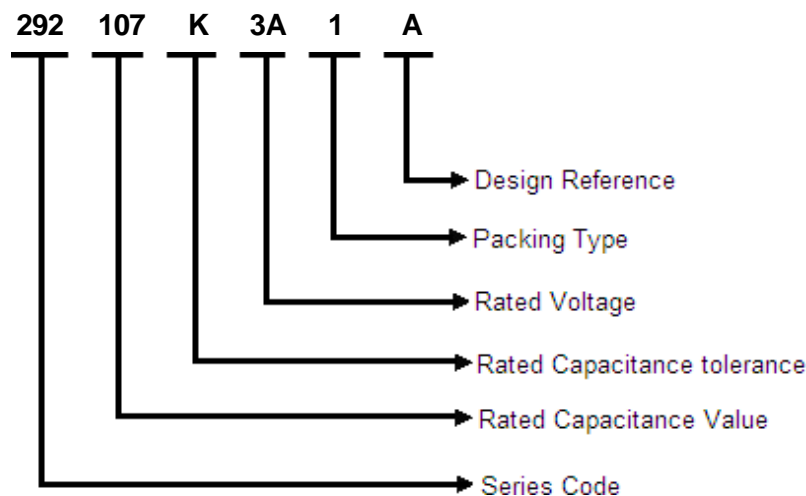 292 107 K 3A 1 A
Design Reference
Packing Type
Rated Voltage
Rated Capacitance tolerance
Rated Capacitance Value
Series Code